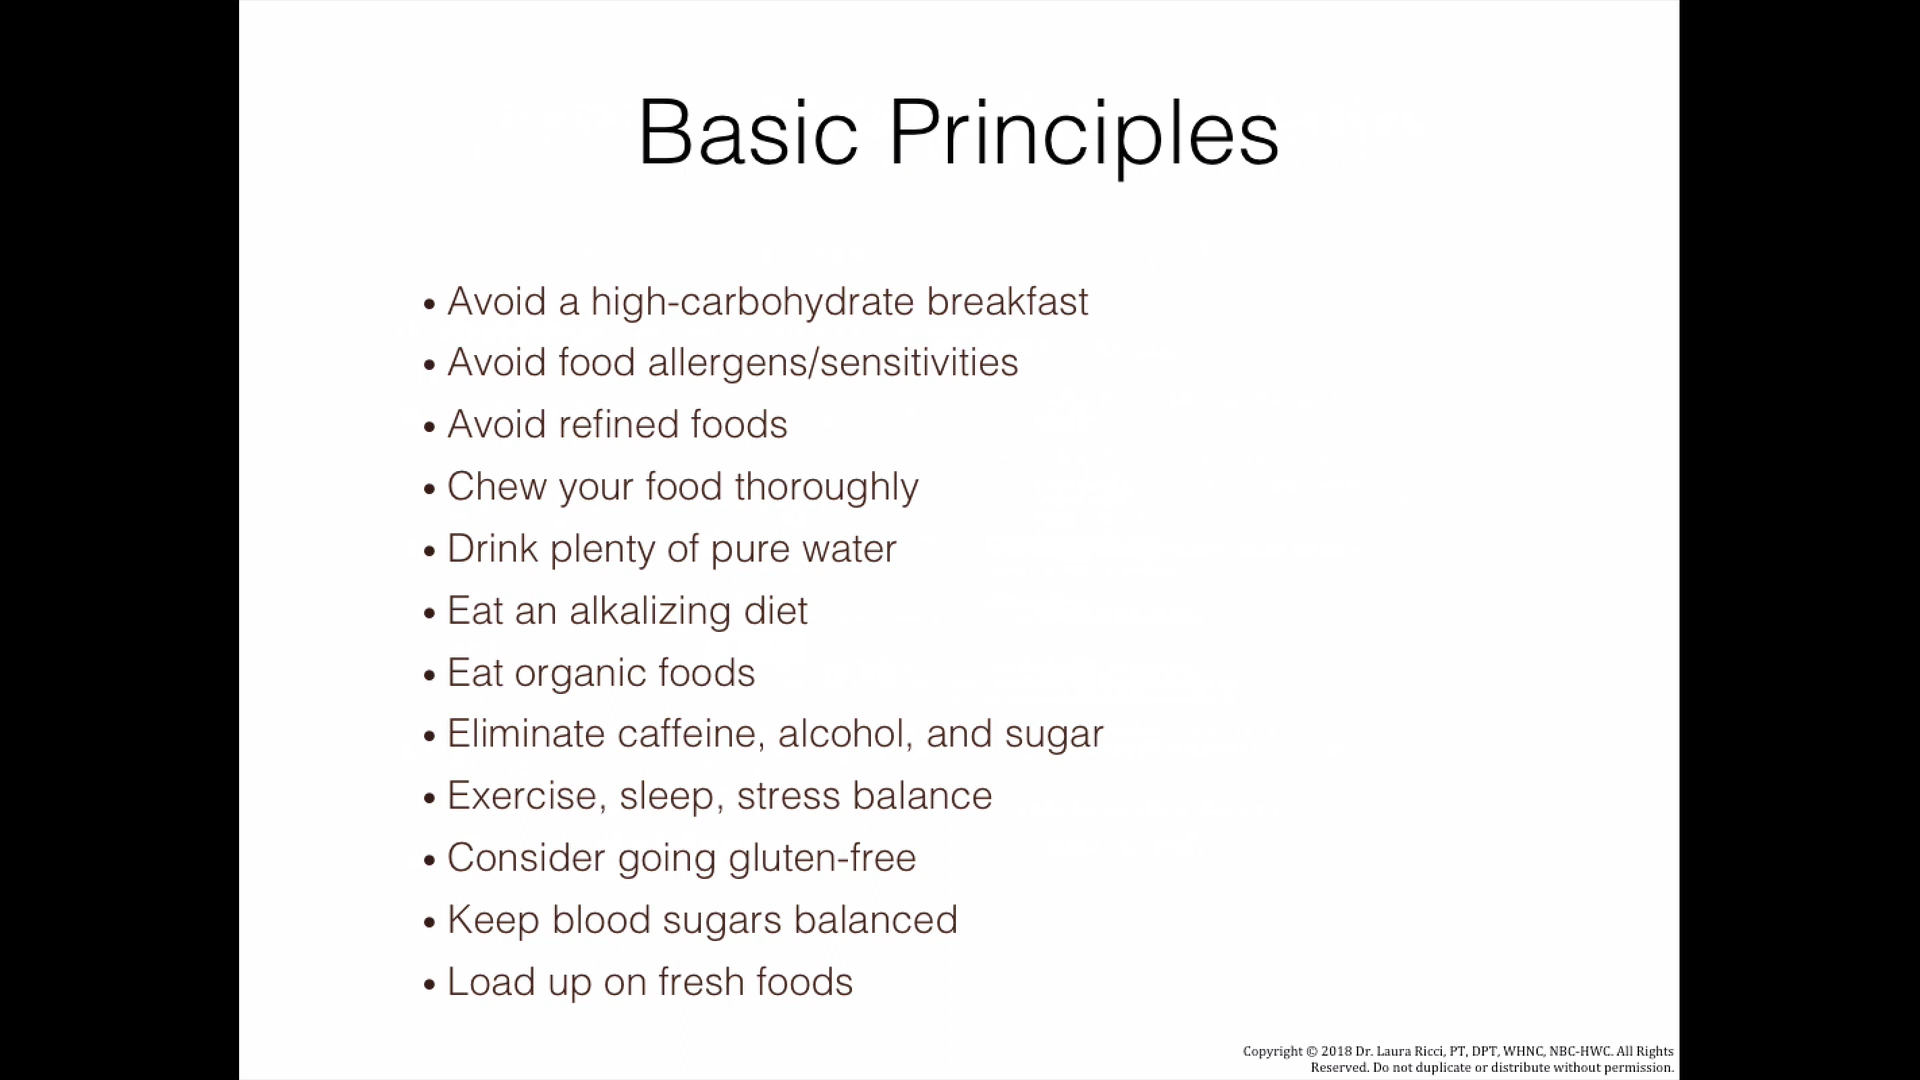 Basic Principles
• Avoid a high-carbohydrate breakfast
• Avoid food allergens/sensitivities
• Avoid refined foods
• Chew your food thoroughly
• Drink plenty of pure water
• Eat an alkalizing diet
• Eat organic foods
• Eliminate caffeine, alcohol, and sugar
• Exercise, sleep, stress balance
• Consider going gluten-free
• Keep blood sugars balanced
• Load up on fresh foods
Copyright © 2018 Dr. Laura Ricci, PT, DPT, WHNC, NBC-HWC. All Rights
Reserved. Do not duplicate or distribute without permission.